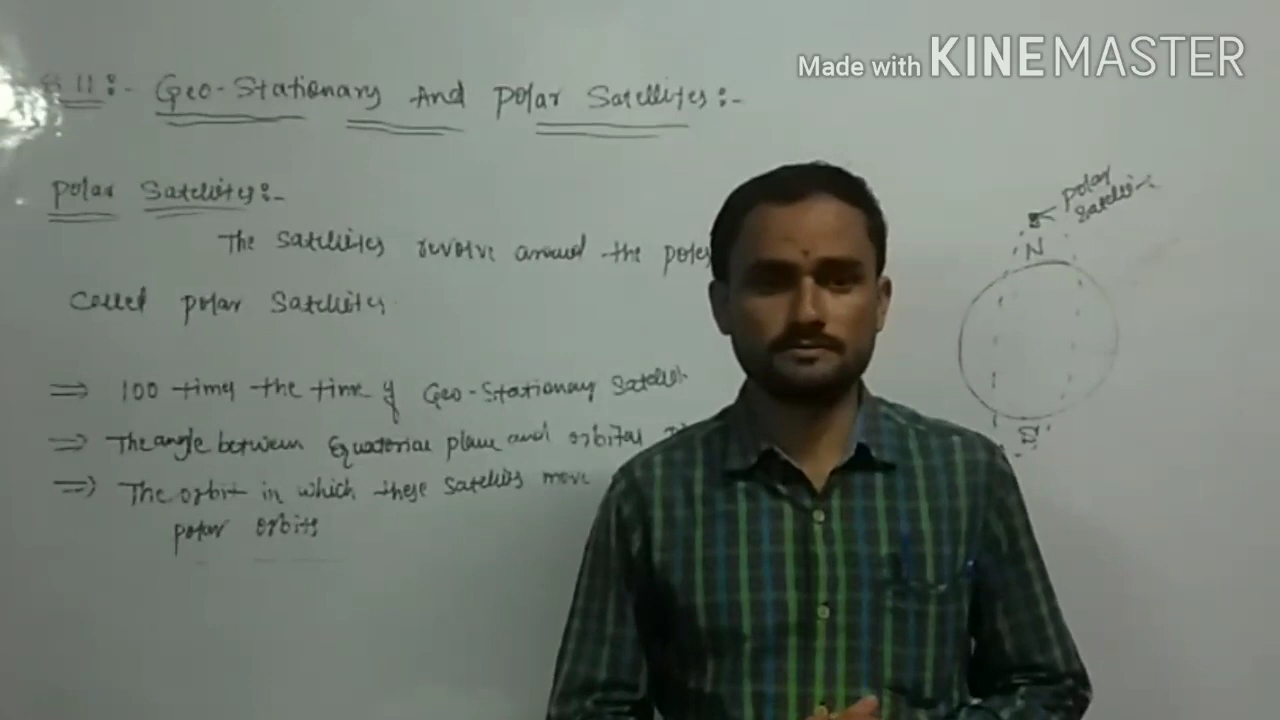 Made with KINEMASTER
8.11:- Geo-Stationary And Polar Satellites:-
Polar Satellites:-
The Satellites revolve around the poles
Called polar Satellites
⇒ 100 times the time of Geo-Stationary
⇒ The angle between Equatorial plane and orbital
⇒ The orbit in which these Satellites move
polar orbits
polar
N
S